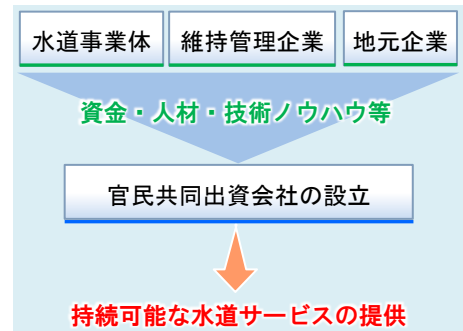 水道事業体 維持管理企業 地元企業
資金・人材・技術ノウハウ等
官民共同出資会社の設立
持続可能な水道サービスの提供